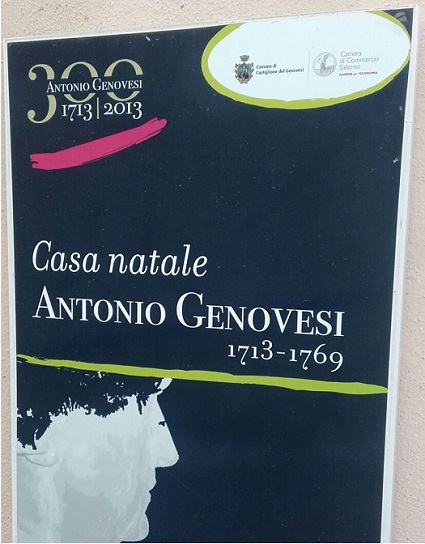 300
ANTONIO GENOVESI
1713|2013
Comune di
Castiglione del Genovesi
Camera
di Commercio
Salerno
Casa natale
ANTONIO GENOVESI
1713-1769